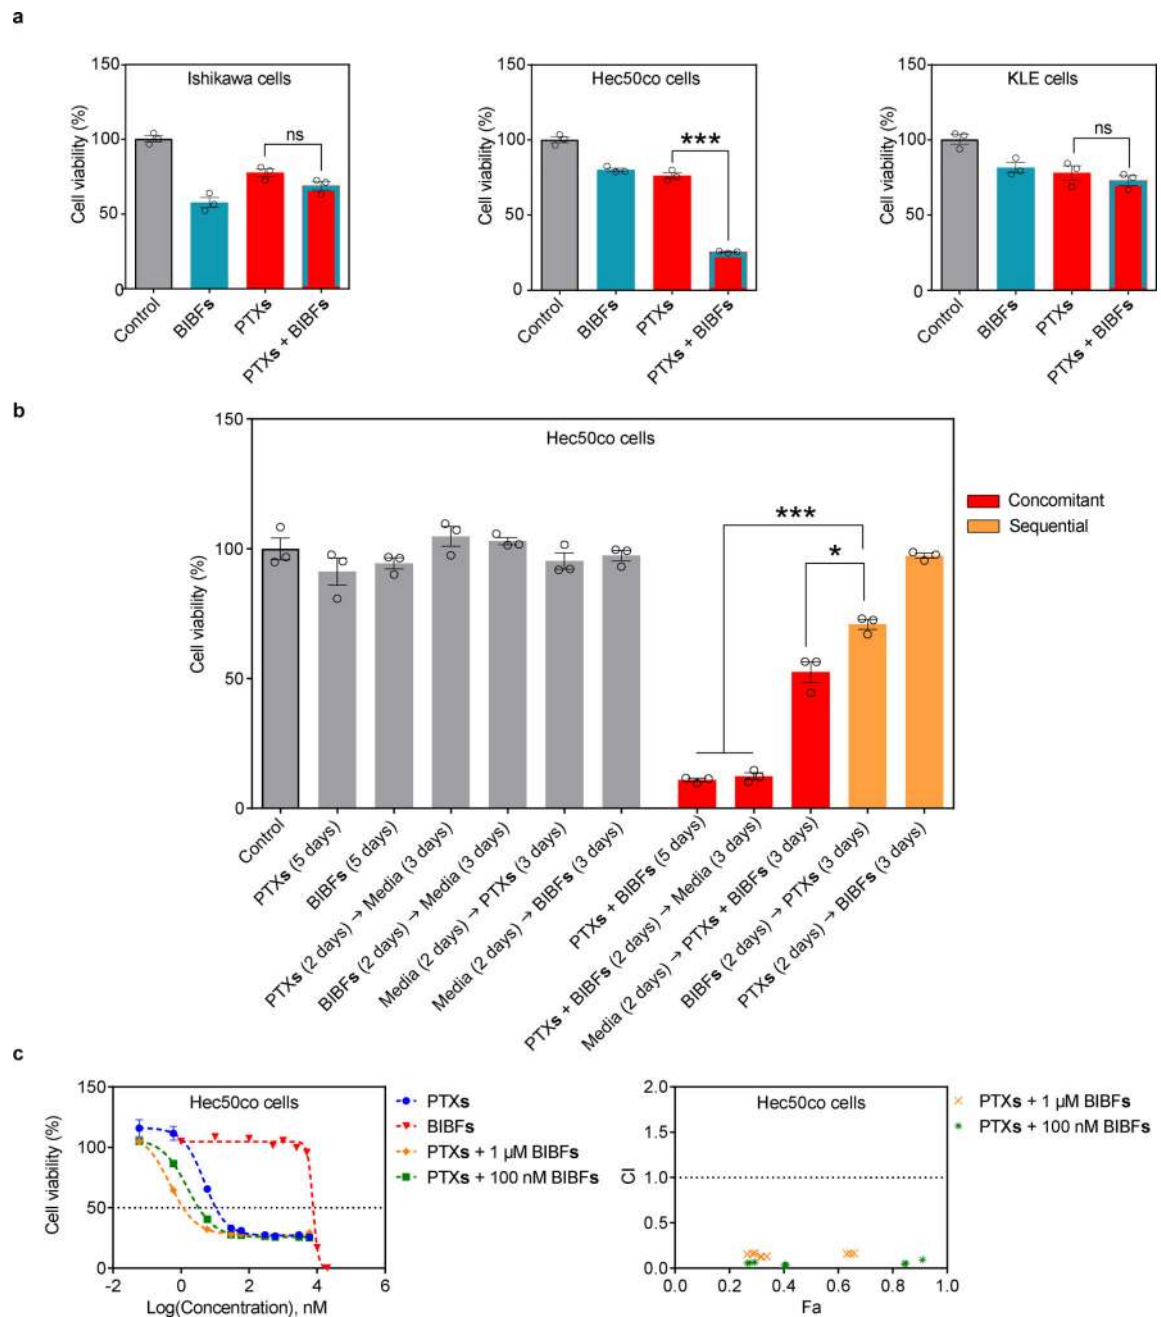 a
Ishikawa cells
Cell viability (%)
150
100
50
0
ns
Control
BIBFs
PTXs
PTXs + BIBFs
Hec50co cells
Cell viability (%)
150
100
50
0
***
Control
BIBFs
PTXs
PTXs + BIBFs
KLE cells
Cell viability (%)
150
100
50
0
ns
Control
BIBFs
PTXs
PTXs + BIBFs
b
Hec50co cells
Cell viability (%)
150
100
50
0
***
*
Concomitant
Sequential
Control
PTXs (5 days)
BIBFs (5 days)
PTXs (2 days) → Media (3 days)
BIBFs (2 days) → Media (3 days)
Media (2 days) → PTXs (3 days)
Media (2 days) → BIBFs (3 days)
PTXs + BIBFs (5 days)
PTXs + BIBFs (2 days) → Media (3 days)
Media (2 days) → PTXs + BIBFs (3 days)
BIBFs (2 days) → PTXs (3 days)
PTXs (2 days) → BIBFs (3 days)
c
Hec50co cells
Cell viability (%)
150
100
50
0
-2
0
2
4
6
Log(Concentration), nM
PTXs
BIBFs
PTXs + 1 µM BIBFs
PTXs + 100 nM BIBFs
Hec50co cells
CI
2.0
1.5
1.0
0.5
0.0
0.0
0.2
0.4
0.6
0.8
1.0
Fa
PTXs + 1 µM BIBFs
PTXs + 100 nM BIBFs